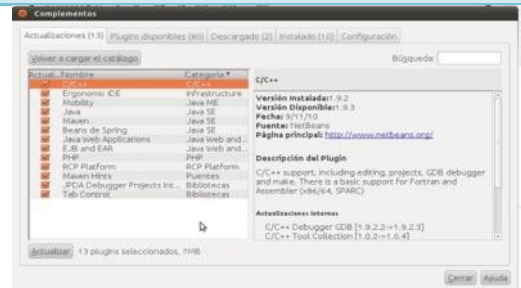 Complementos
Actualizaciones (13) Plugins disponibles (80) Descargado (2) Instalado (10) Configuración
Volver a cargar el catálogo
Búsqueda:
Actual... Nombre Categoría
C/C++ C/C++
Ergonomic IDE Infrastructure
Mobility Java ME
Java Java SE
Maven Java SE
Beans de Spring Java SE
Java Web Applications Java Web and...
EJB and EAR Java Web and...
PHP PHP
RCP Platform RCP Platform
Maven Hints Puentes
JPDA Debugger Projects Int... Bibliotecas
Tab Control Bibliotecas
Actualizar 13 plugins seleccionados, 7MB
C/C++
Versión Instalada: 1.9.2
Versión Disponible: 1.9.3
Fecha: 9/11/10
Fuente: NetBeans
Página principal: http://www.netbeans.org/
Descripción del Plugin
C/C++ support, including editing, projects, GDB debugger
and make. There is a basic support for Fortran and
Assembler (x86/64, SPARC)
Actualizaciones internas
C/C++ Debugger GDB [1.9.2.2->1.9.2.3]
C/C++ Tool Collection [1.0.2->1.0.4]
Cerrar Ayuda